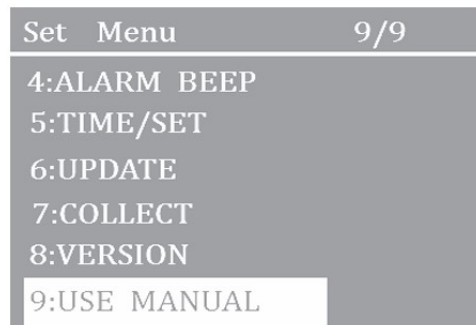 Set Menu 9/9
4:ALARM BEEP
5:TIME/SET
6:UPDATE
7:COLLECT
8:VERSION
9:USE MANUAL